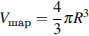 V_шар = 4/3 πR³